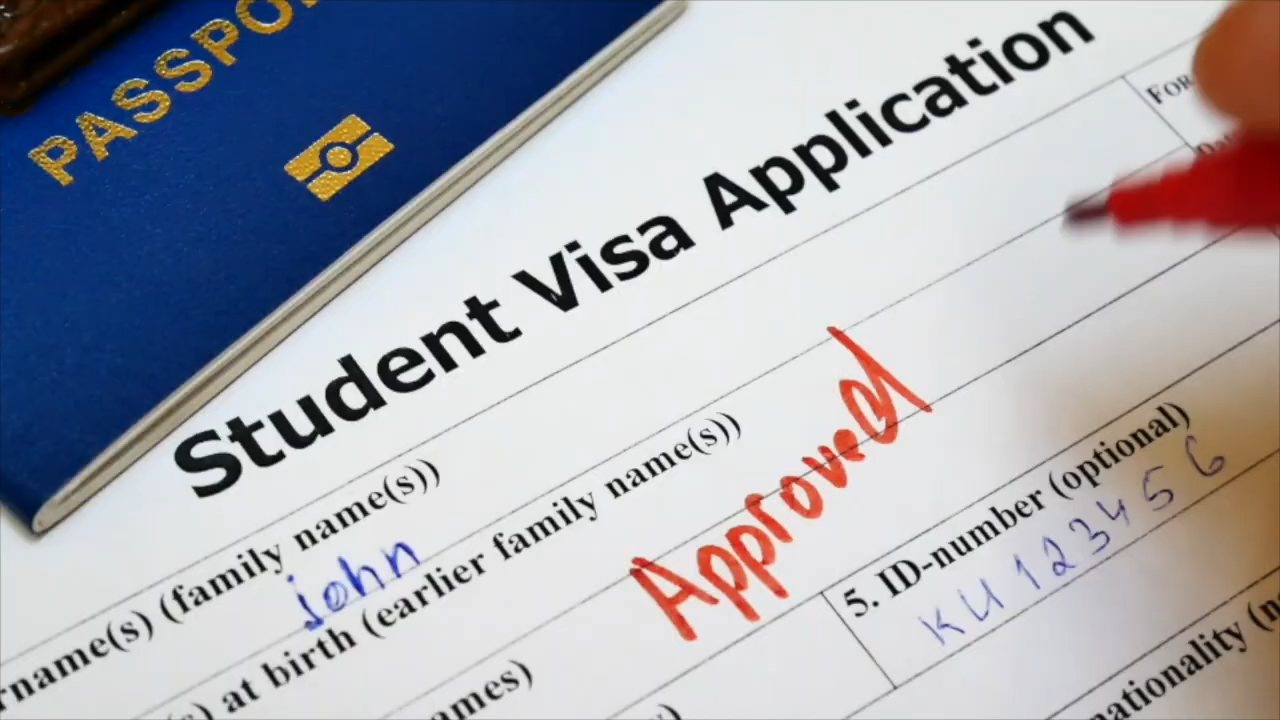 PASSPO
Student Visa Application
FOR
rname(s) (family name(s))
john
at birth (earlier family name(s))
Approved
5. ID-number (optional)
KU123456
ames)
nationality